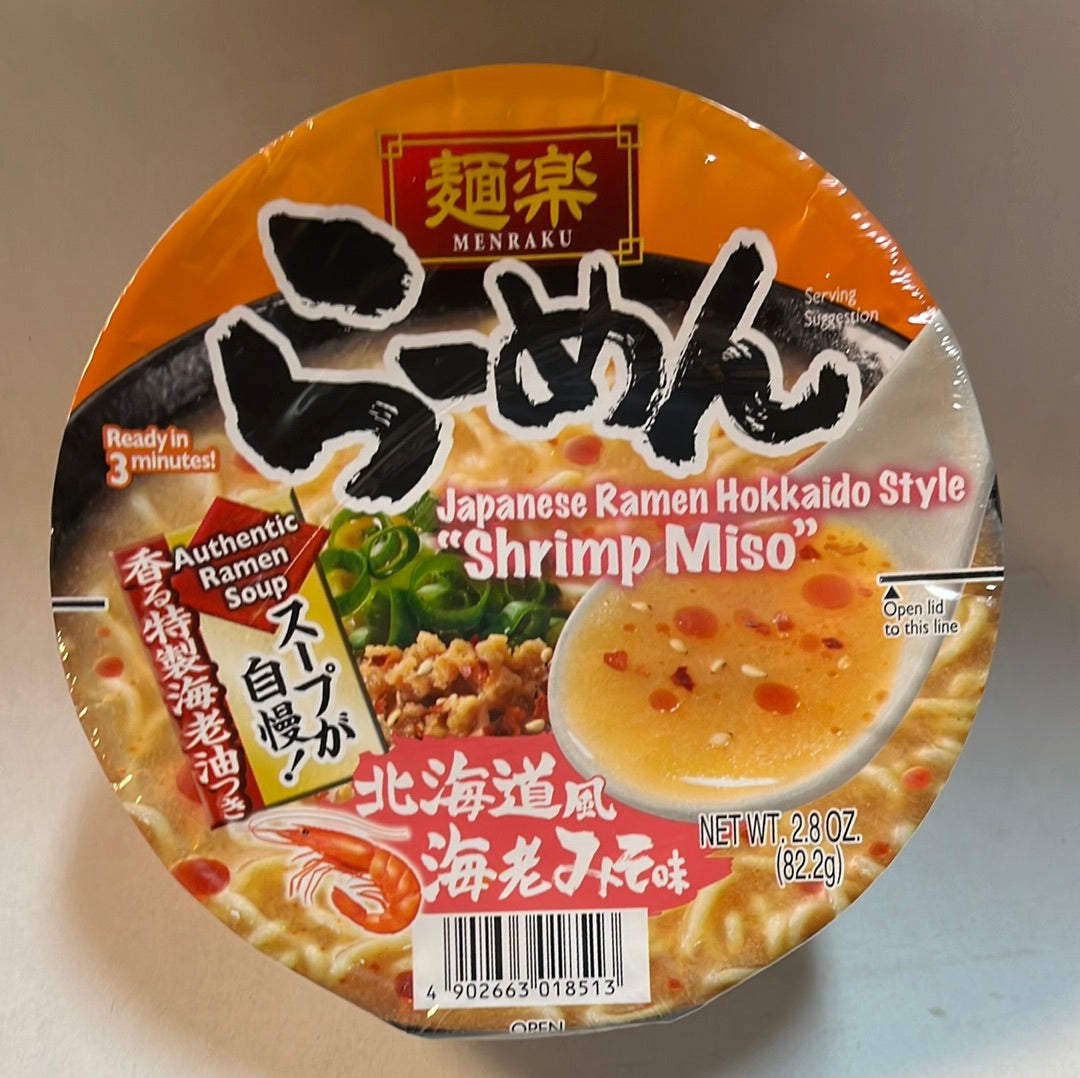 麺楽
MENRAKU
らーめん
Serving
Suggestion
Ready in
3 minutes!
Japanese Ramen Hokkaido Style
“Shrimp Miso”
Authentic
Ramen
Soup
スープが
自慢!
香る特製海老油つき
Open lid
to this line
北海道風
海老みそ味
NET WT. 2.8 OZ.
(82.2g)
4 902663 018513
OPEN